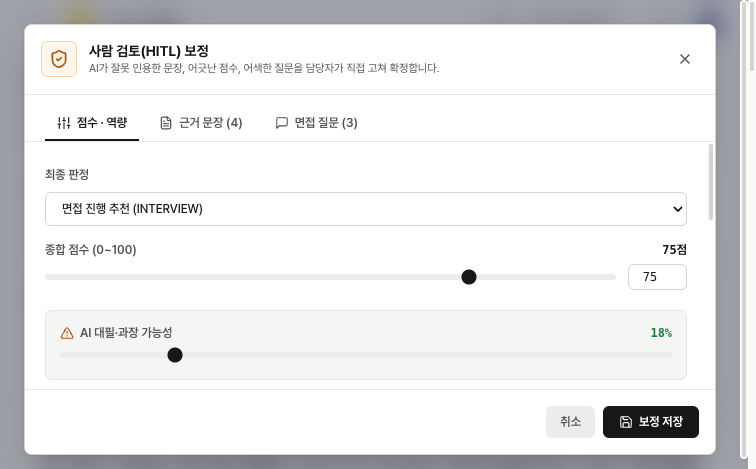 사람 검토(HITL) 보정
AI가 잘못 인용한 문장, 어긋난 점수, 어색한 질문을 담당자가 직접 고쳐 확정합니다.
점수 · 역량
근거 문장 (4)
면접 질문 (3)
최종 판정
면접 진행 추천 (INTERVIEW)
종합 점수 (0~100)
75점
75
AI 대필·과장 가능성
18%
취소
보정 저장